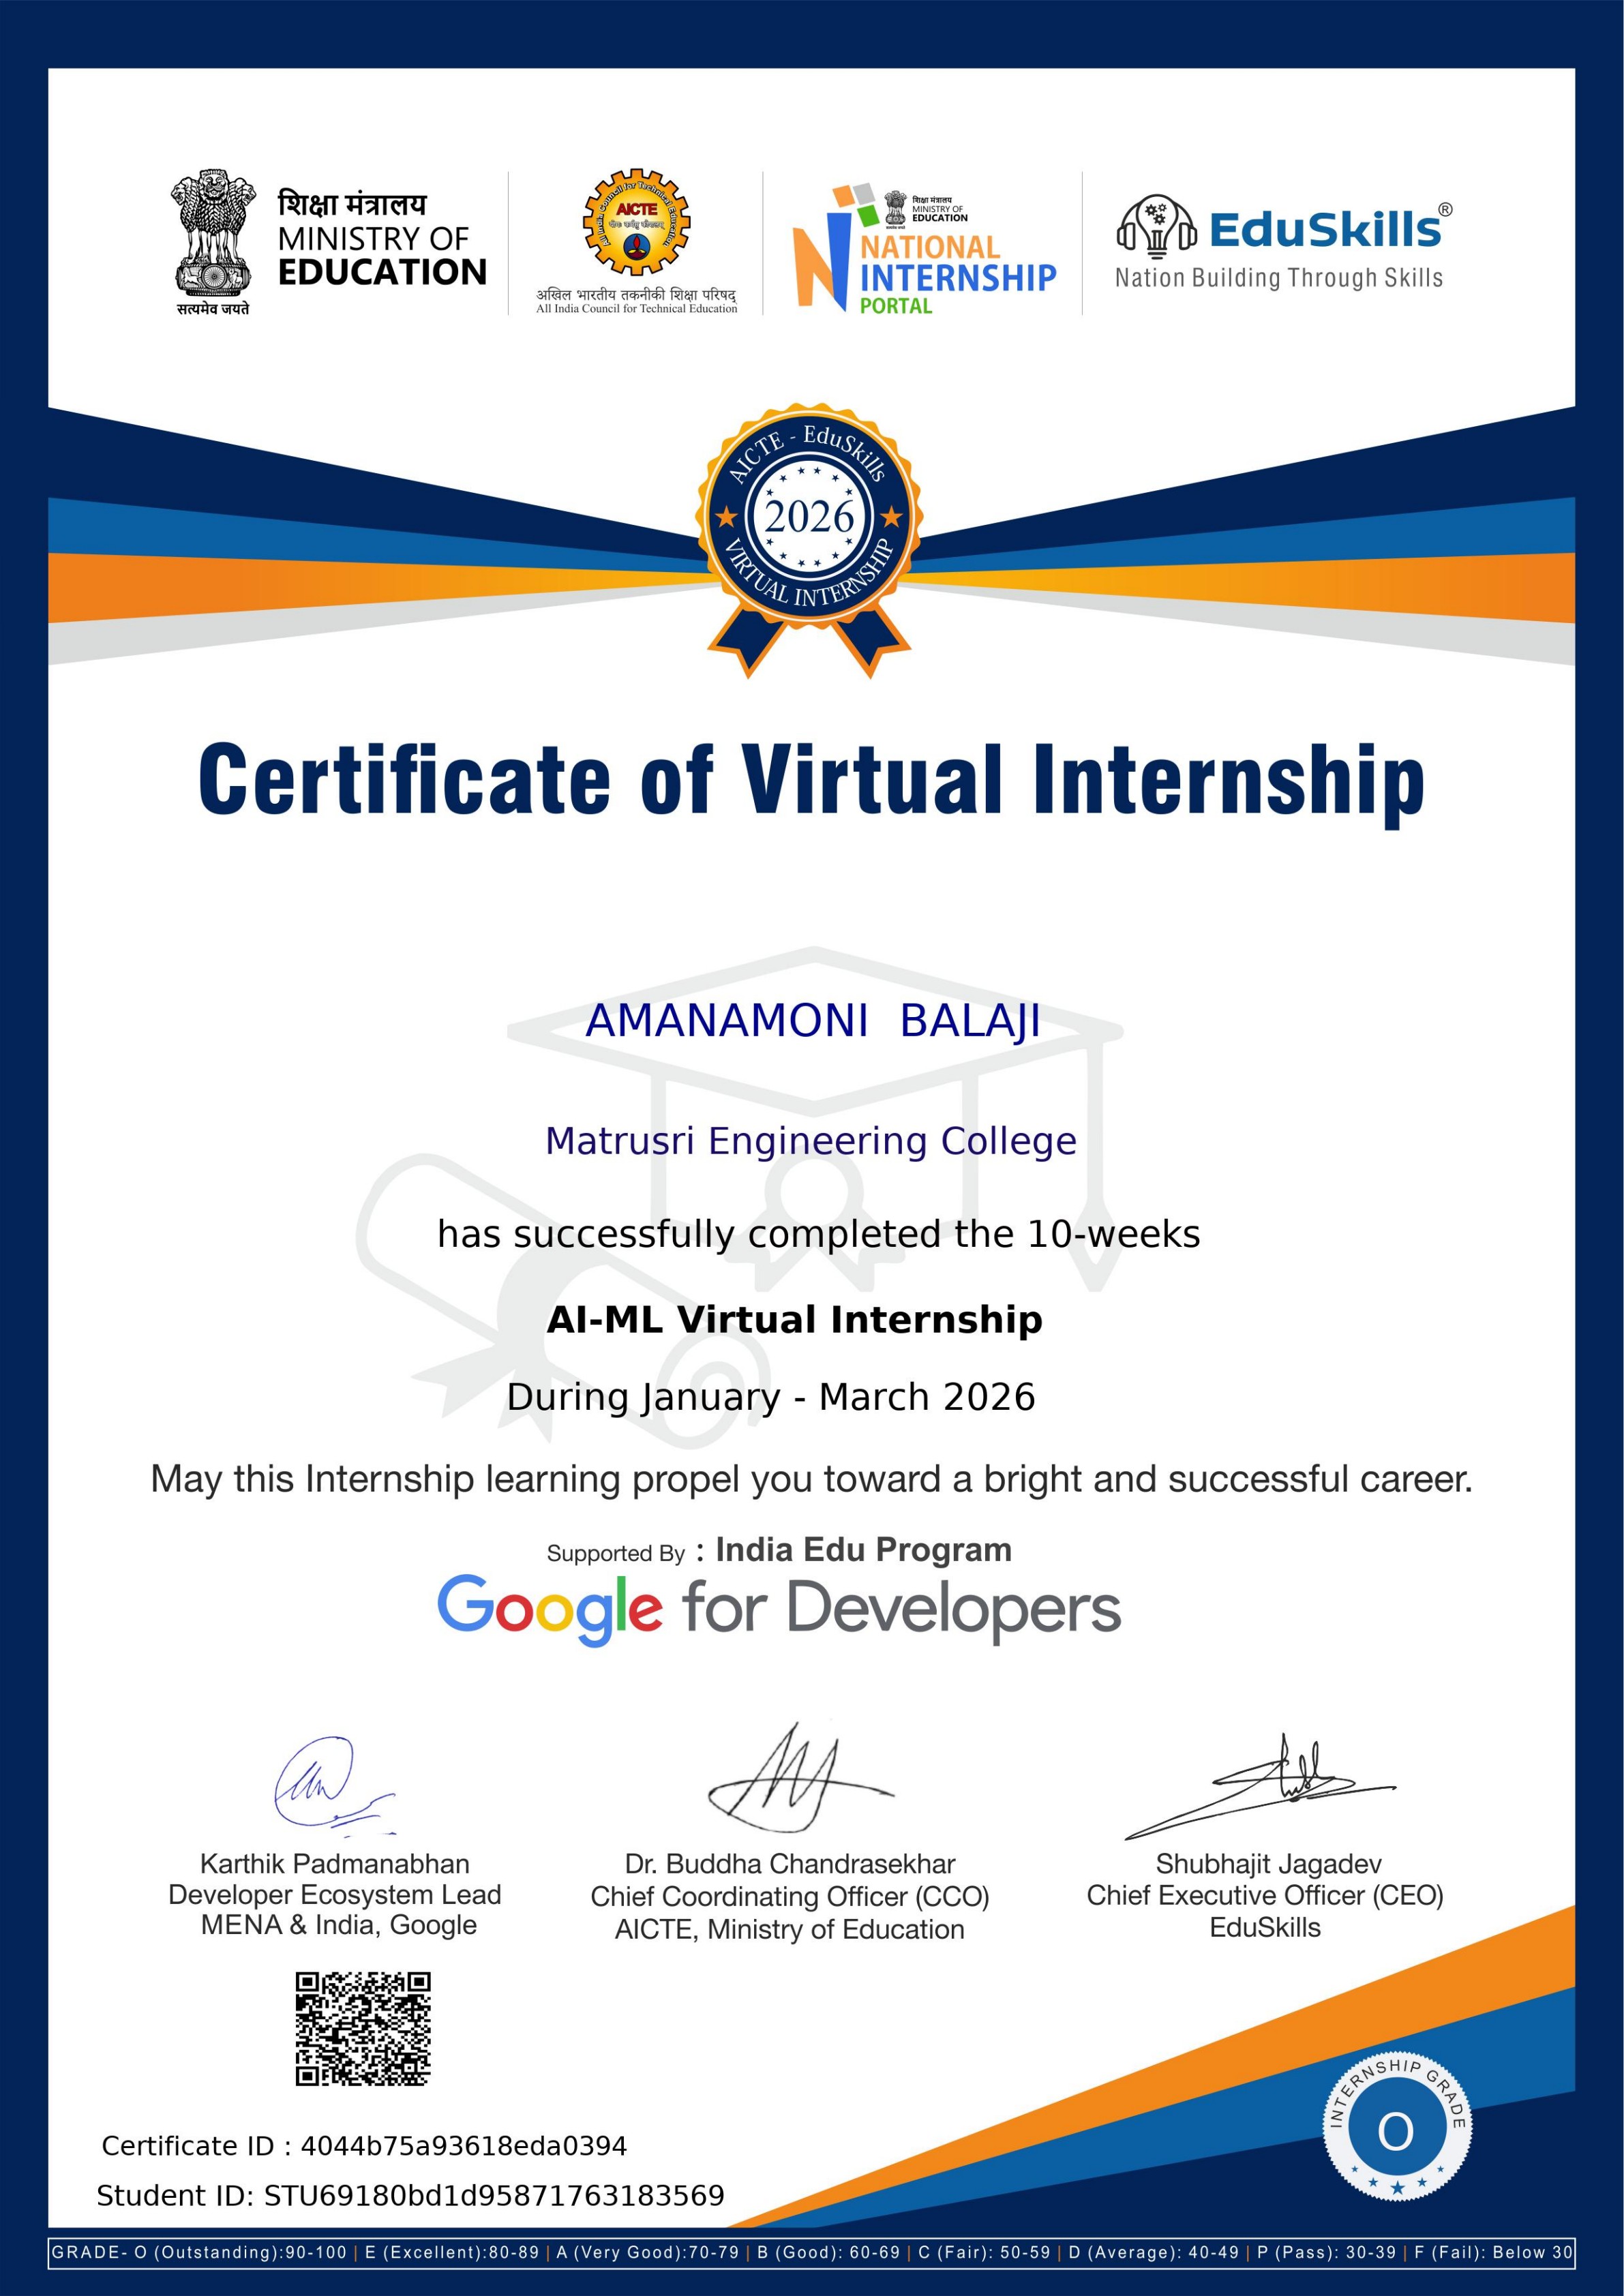 शिक्षा मंत्रालय
MINISTRY OF
EDUCATION
सत्यमेव जयते
All India Council for Technical Education
AICTE
अखिल भारतीय तकनीकी शिक्षा परिषद्
All India Council for Technical Education
शिक्षा मंत्रालय
MINISTRY OF
EDUCATION
NATIONAL
INTERNSHIP
PORTAL
EduSkills®
Nation Building Through Skills
AICTE - EduSkills
2026
VIRTUAL INTERNSHIP
Certificate of Virtual Internship
AMANAMONI BALAJI
Matrusri Engineering College
has successfully completed the 10-weeks
AI-ML Virtual Internship
During January - March 2026
May this Internship learning propel you toward a bright and successful career.
Supported By : India Edu Program
Google for Developers
Karthik Padmanabhan
Developer Ecosystem Lead
MENA & India, Google
Dr. Buddha Chandrasekhar
Chief Coordinating Officer (CCO)
AICTE, Ministry of Education
Shubhajit Jagadev
Chief Executive Officer (CEO)
EduSkills
INTERNSHIP GRADE
O
Certificate ID : 4044b75a93618eda0394
Student ID: STU69180bd1d95871763183569
GRADE- O (Outstanding):90-100 | E (Excellent):80-89 | A (Very Good):70-79 | B (Good): 60-69 | C (Fair): 50-59 | D (Average): 40-49 | P (Pass): 30-39 | F (Fail): Below 30